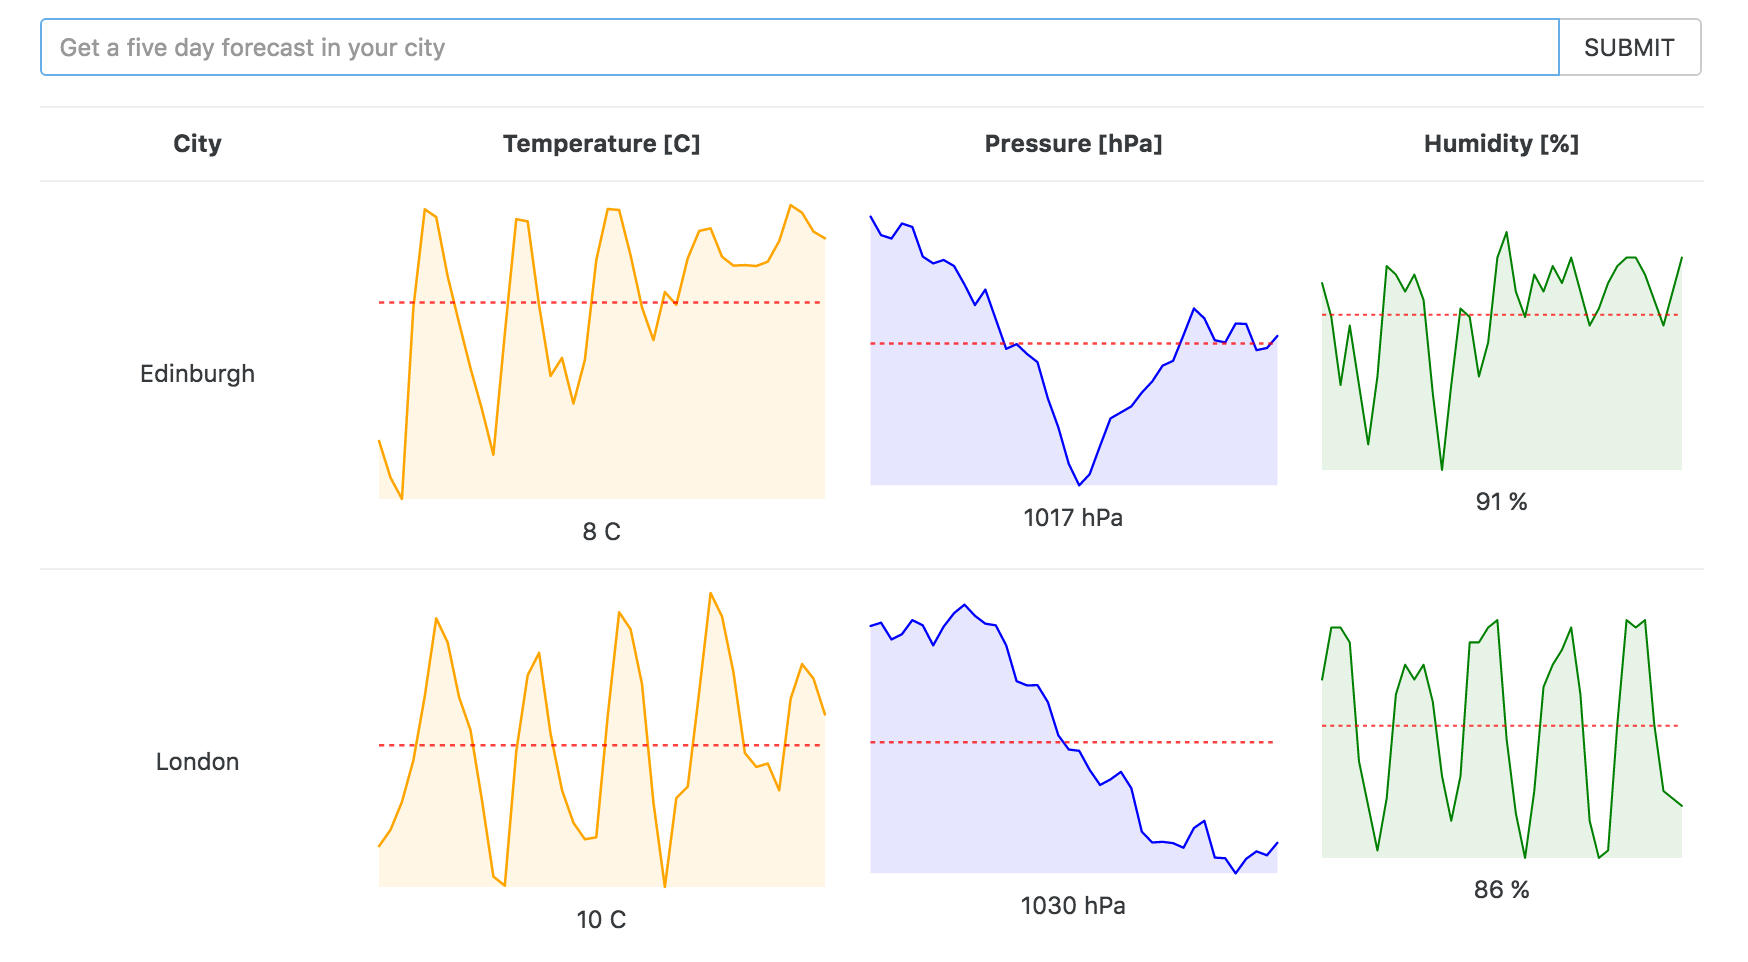 Get a five day forecast in your city
SUBMIT
City Temperature [C] Pressure [hPa] Humidity [%]
Edinburgh
8 C
1017 hPa
91 %
London
10 C
1030 hPa
86 %